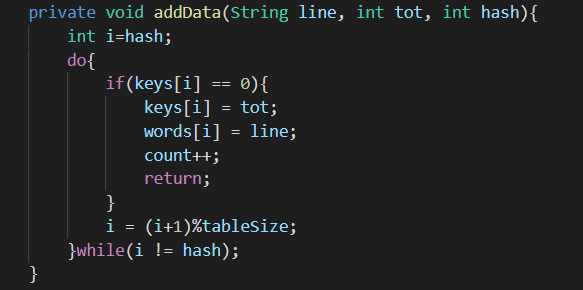 private void addData(String line, int tot, int hash){
    int i=hash;
    do{
        if(keys[i] == 0){
            keys[i] = tot;
            words[i] = line;
            count++;
            return;
        }
        i = (i+1)%tableSize;
    }while(i != hash);
}